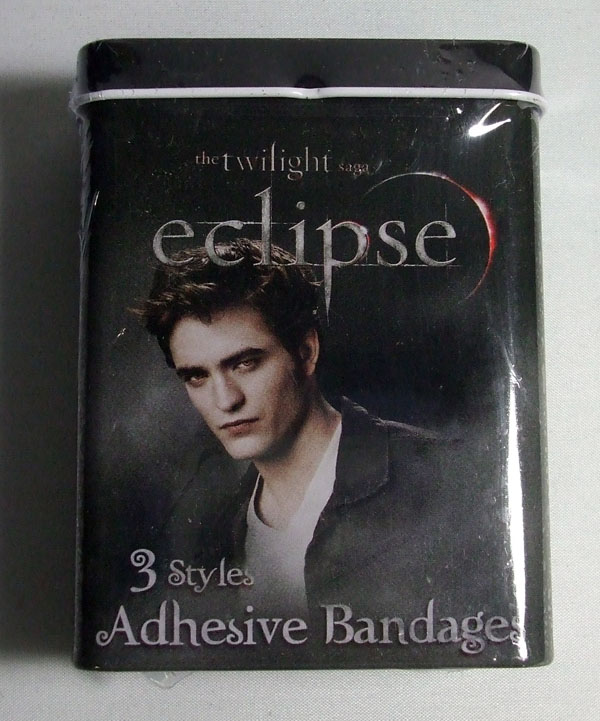 the twilight saga
eclipse
3 Styles
Adhesive Bandages